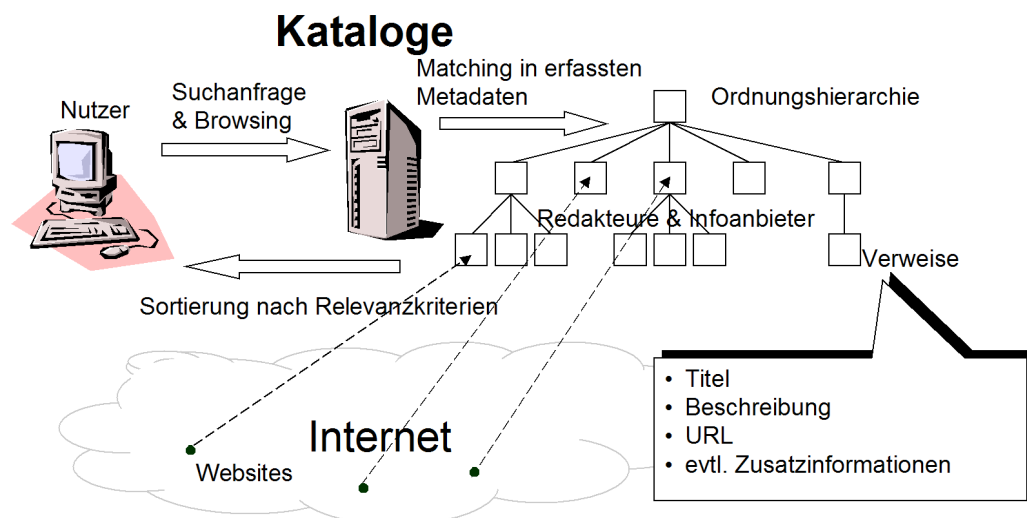 Kataloge
Nutzer
Suchanfrage
& Browsing
Matching in erfassten
Metadaten
Ordnungshierarchie
Redakteure & Infoanbieter
Verweise
Sortierung nach Relevanzkriterien
• Titel
• Beschreibung
• URL
• evtl. Zusatzinformationen
Internet
Websites